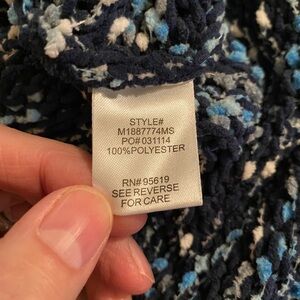 STYLE#
M1887774MS
PO# 031114
100%POLYESTER
RN# 95619
SEE REVERSE
FOR CARE